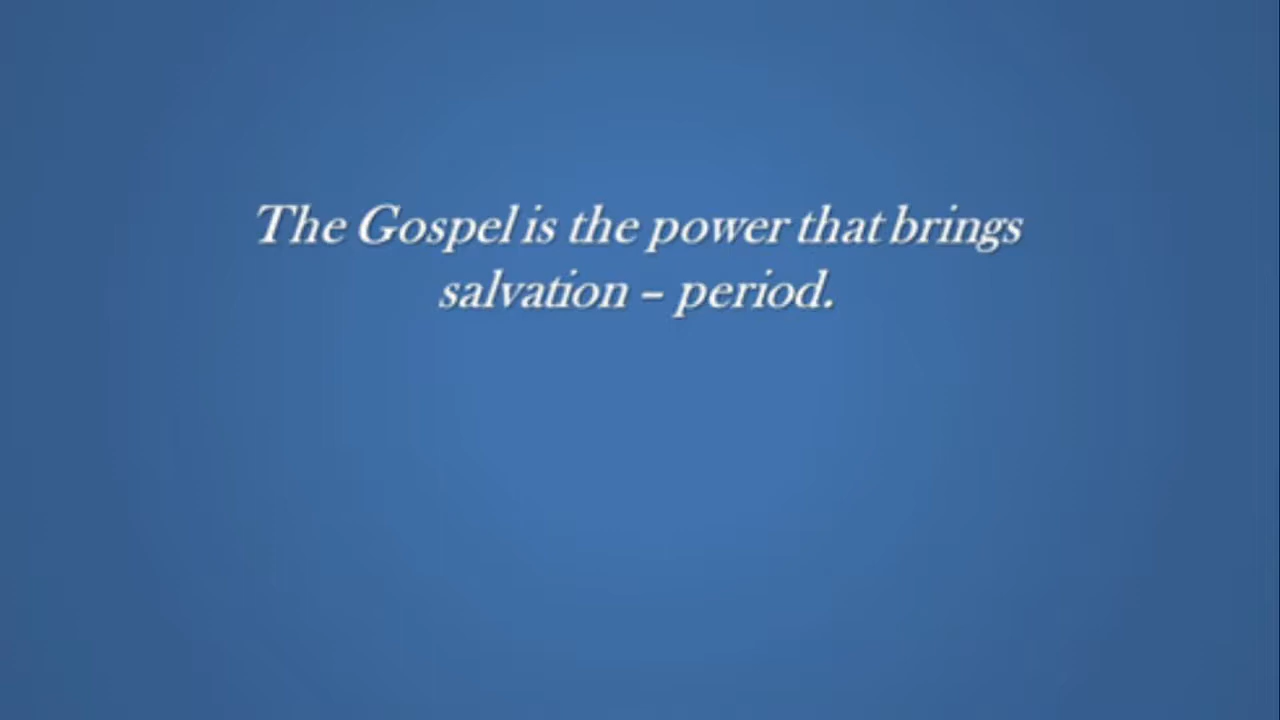 The Gospel is the power that brings
salvation – period.